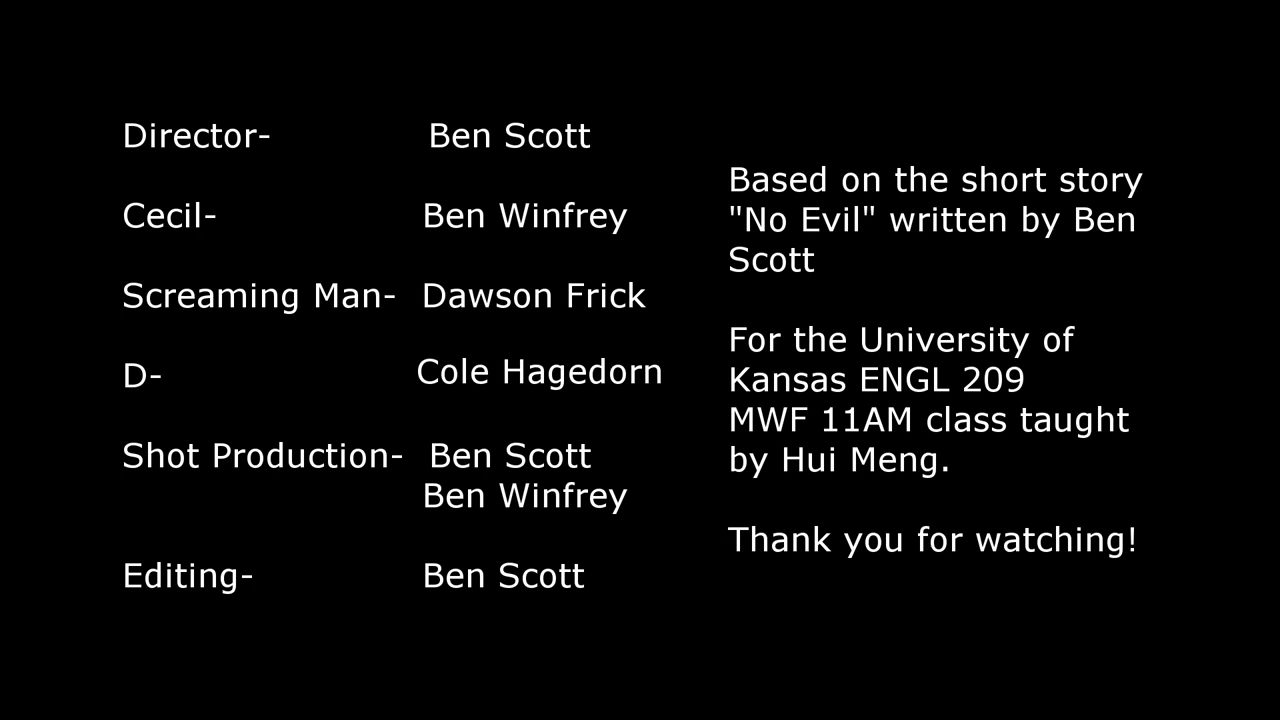 Director- Ben Scott
Cecil- Ben Winfrey
Screaming Man- Dawson Frick
D- Cole Hagedorn
Shot Production- Ben Scott
Ben Winfrey
Editing- Ben Scott
Based on the short story
"No Evil" written by Ben
Scott
For the University of
Kansas ENGL 209
MWF 11AM class taught
by Hui Meng.
Thank you for watching!